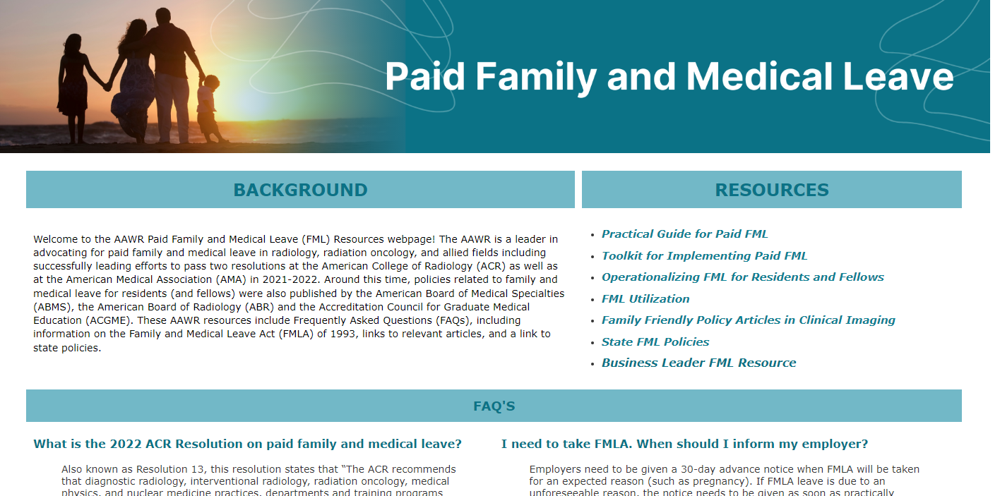 Paid Family and Medical Leave
BACKGROUND
Welcome to the AAWR Paid Family and Medical Leave (FML) Resources webpage! The AAWR is a leader in
advocating for paid family and medical leave in radiology, radiation oncology, and allied fields including
successfully leading efforts to pass two resolutions at the American College of Radiology (ACR) as well as
at the American Medical Association (AMA) in 2021-2022. Around this time, policies related to family and
medical leave for residents (and fellows) were also published by the American Board of Medical Specialties
(ABMS), the American Board of Radiology (ABR) and the Accreditation Council for Graduate Medical
Education (ACGME). These AAWR resources include Frequently Asked Questions (FAQs), including
information on the Family and Medical Leave Act (FMLA) of 1993, links to relevant articles, and a link to
state policies.
RESOURCES
• Practical Guide for Paid FML
• Toolkit for Implementing Paid FML
• Operationalizing FML for Residents and Fellows
• FML Utilization
• Family Friendly Policy Articles in Clinical Imaging
• State FML Policies
• Business Leader FML Resource
FAQ'S
What is the 2022 ACR Resolution on paid family and medical leave?
Also known as Resolution 13, this resolution states that “The ACR recommends
that diagnostic radiology, interventional radiology, radiation oncology, medical
physics, and nuclear medicine practices, departments and training programs
I need to take FMLA. When should I inform my employer?
Employers need to be given a 30-day advance notice when FMLA will be taken
for an expected reason (such as pregnancy). If FMLA leave is due to an
unforeseeable reason, the notice needs to be given as soon as practically